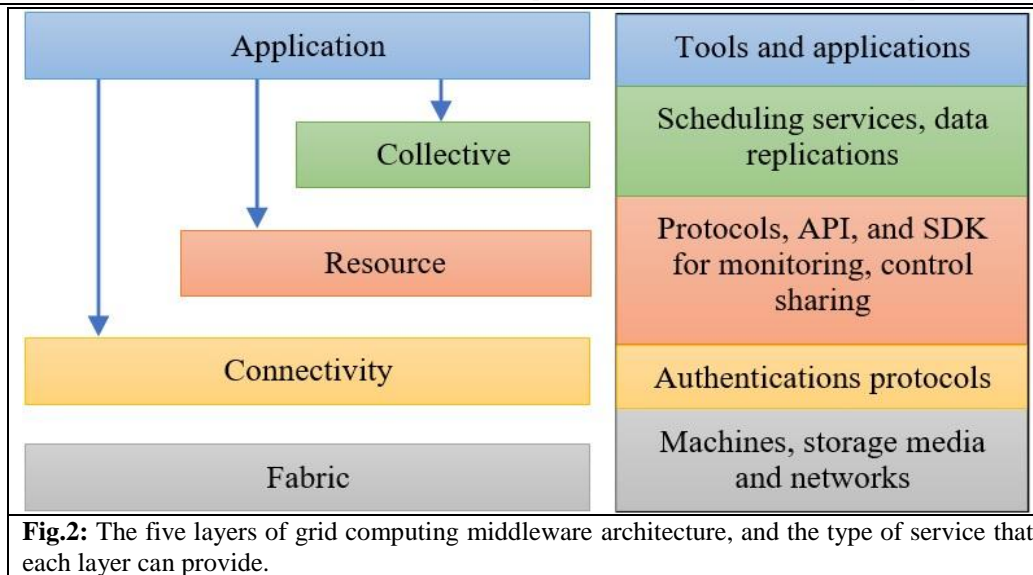 Application
Collective
Resource
Connectivity
Fabric
Tools and applications
Scheduling services, data
replications
Protocols, API, and SDK
for monitoring, control
sharing
Authentications protocols
Machines, storage media
and networks
Fig.2: The five layers of grid computing middleware architecture, and the type of service that
each layer can provide.